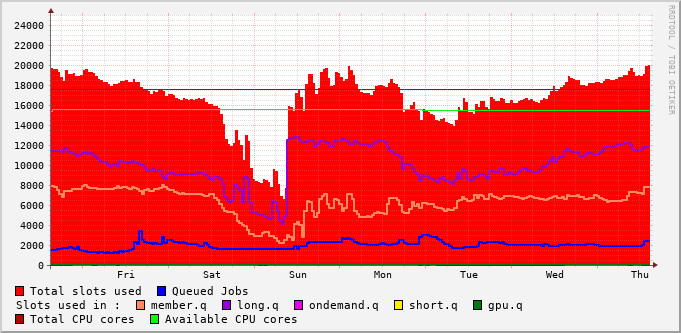 RRDTOOL / TOBI OETIKER
24000
22000
20000
18000
16000
14000
12000
10000
8000
6000
4000
2000
0
Fri Sat Sun Mon Tue Wed Thu
Total slots used Queued Jobs
Slots used in : member.q long.q ondemand.q short.q gpu.q
Total CPU cores Available CPU cores